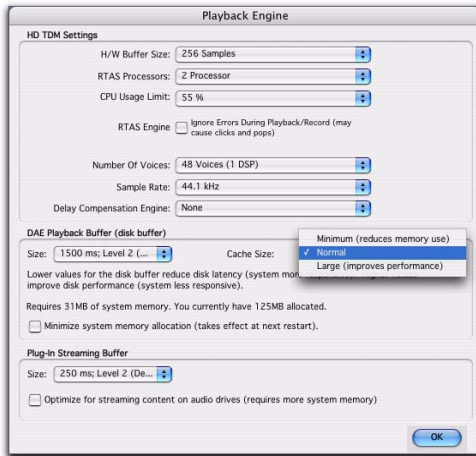 Playback Engine
HD TDM Settings
H/W Buffer Size: 256 Samples
RTAS Processors: 2 Processor
CPU Usage Limit: 55 %
RTAS Engine Ignore Errors During Playback/Record (may
cause clicks and pops)
Number Of Voices: 48 Voices (1 DSP)
Sample Rate: 44.1 kHz
Delay Compensation Engine: None
DAE Playback Buffer (disk buffer)
Minimum (reduces memory use)
Size: 1500 ms; Level 2 (... Cache Size: ✓ Normal
Large (improves performance)
Lower values for the disk buffer reduce disk latency (system more
improve disk performance (system less responsive).
Requires 31MB of system memory. You currently have 125MB allocated.
Minimize system memory allocation (takes effect at next restart).
Plug-In Streaming Buffer
Size: 250 ms; Level 2 (De...
Optimize for streaming content on audio drives (requires more system memory)
OK